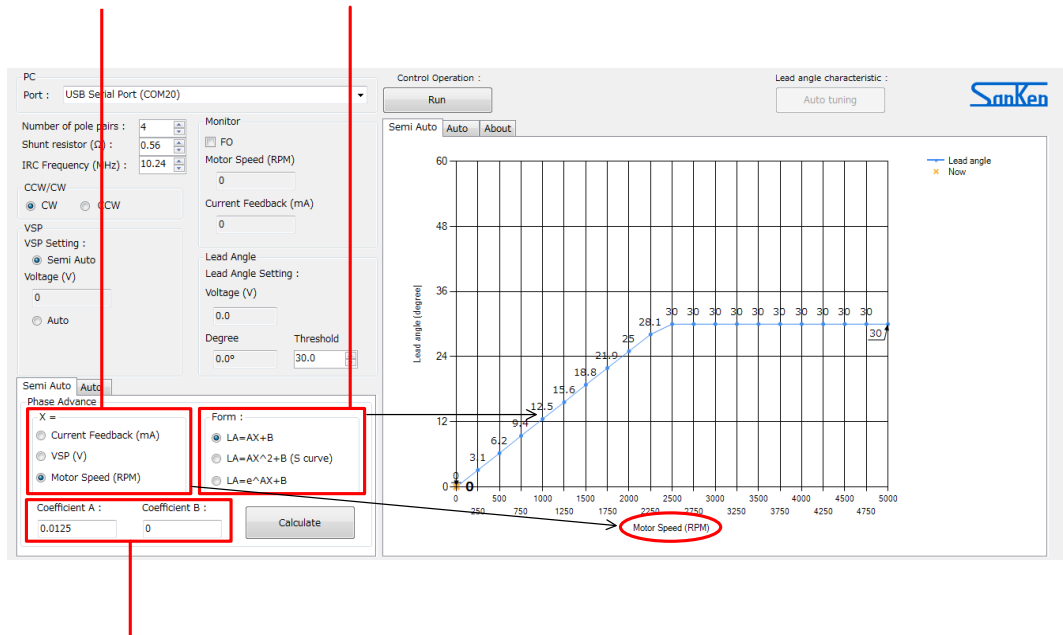 PC
Port : USB Serial Port (COM20)
Number of pole pairs : 4
Shunt resistor (Ω) : 0.56
IRC Frequency (MHz) : 10.24
CCW/CW
CW CCW
VSP
VSP Setting :
Semi Auto
Voltage (V)
0
Auto
Monitor
FO
Motor Speed (RPM)
0
Current Feedback (mA)
0
Lead Angle
Lead Angle Setting :
Voltage (V)
0.0
Degree Threshold
0.0° 30.0
Semi Auto Auto
Phase Advance
X =
Current Feedback (mA)
VSP (V)
Motor Speed (RPM)
Form :
LA=AX+B
LA=AX^2+B (S curve)
LA=e^AX+B
Coefficient A : Coefficient B :
0.0125 0
Calculate
Control Operation :
Run
Lead angle characteristic :
Auto tuning
SanKen
Semi Auto Auto About
Lead angle
Now
Lead angle [degree]
60
48
36
24
12
0
0 3.1 6.2 9.4 12.5 15.6 18.8 21.9 25 28.1 30 30 30 30 30 30 30 30 30 30
30
0
0 500 1000 1500 2000 2500 3000 3500 4000 4500 5000
250 750 1250 1750 2250 2750 3250 3750 4250 4750
Motor Speed (RPM)